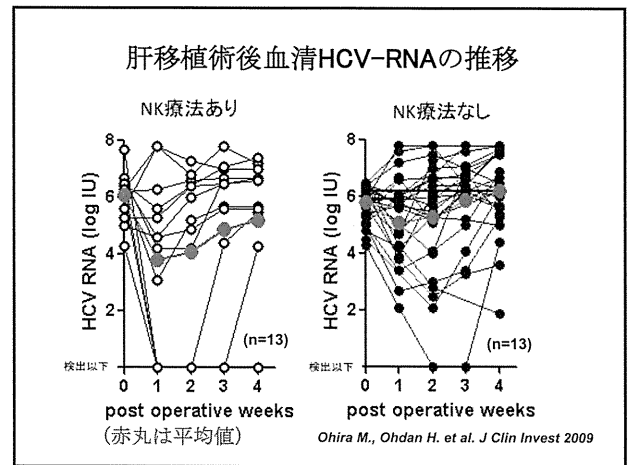 肝移植術後血清HCV-RNAの推移
NK療法あり
NK療法なし
8
6
4
2
検出以下
HCV RNA (log IU)
(n=13)
0 1 2 3 4
post operative weeks
(赤丸は平均値)
8
6
4
2
検出以下
HCV RNA (log IU)
(n=13)
0 1 2 3 4
post operative weeks
Ohira M., Ohdan H. et al. J Clin Invest 2009